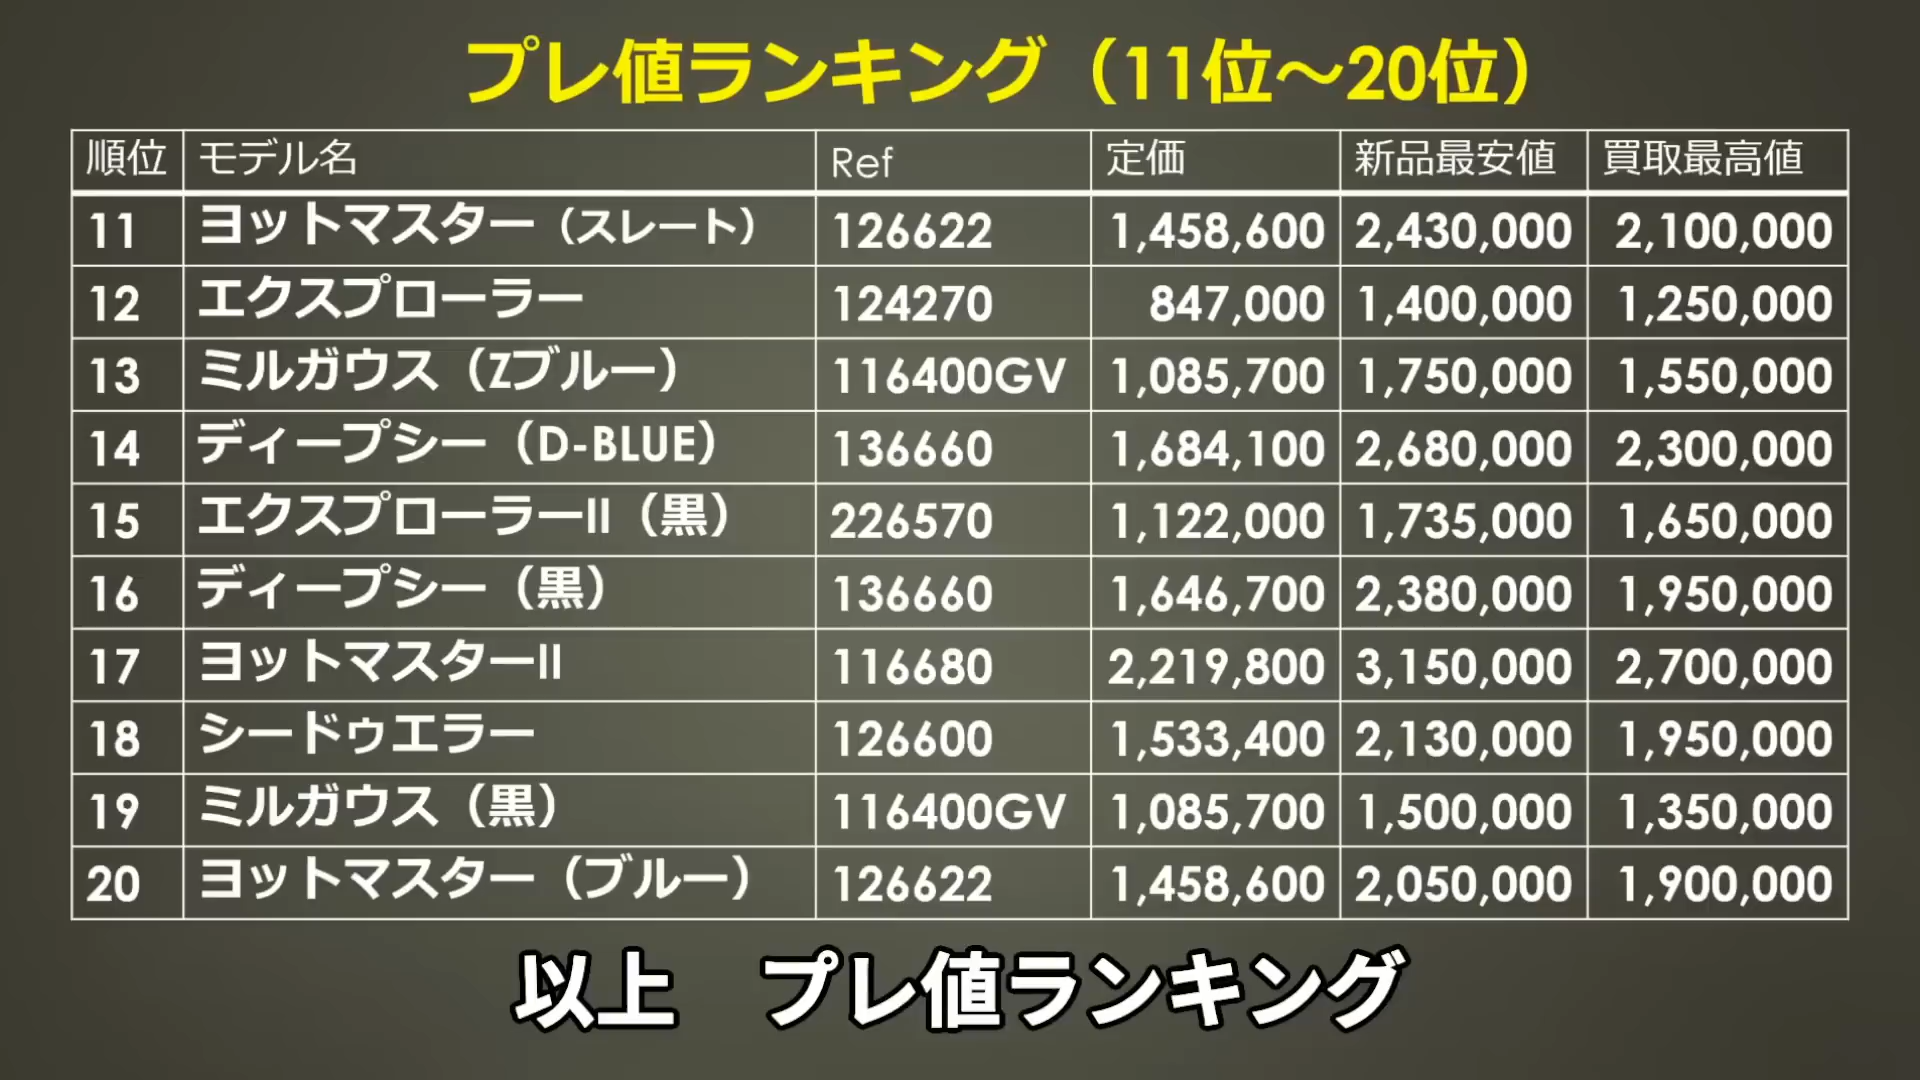 プレ値ランキング（11位～20位）
順位 モデル名 Ref 定価 新品最安値 買取最高値
11 ヨットマスター（スレート） 126622 1,458,600 2,430,000 2,100,000
12 エクスプローラー 124270 847,000 1,400,000 1,250,000
13 ミルガウス（Zブルー） 116400GV 1,085,700 1,750,000 1,550,000
14 ディープシー（D-BLUE） 136660 1,684,100 2,680,000 2,300,000
15 エクスプローラーII（黒） 226570 1,122,000 1,735,000 1,650,000
16 ディープシー（黒） 136660 1,646,700 2,380,000 1,950,000
17 ヨットマスターII 116680 2,219,800 3,150,000 2,700,000
18 シードゥエラー 126600 1,533,400 2,130,000 1,950,000
19 ミルガウス（黒） 116400GV 1,085,700 1,500,000 1,350,000
20 ヨットマスター（ブルー） 126622 1,458,600 2,050,000 1,900,000
以上　プレ値ランキング